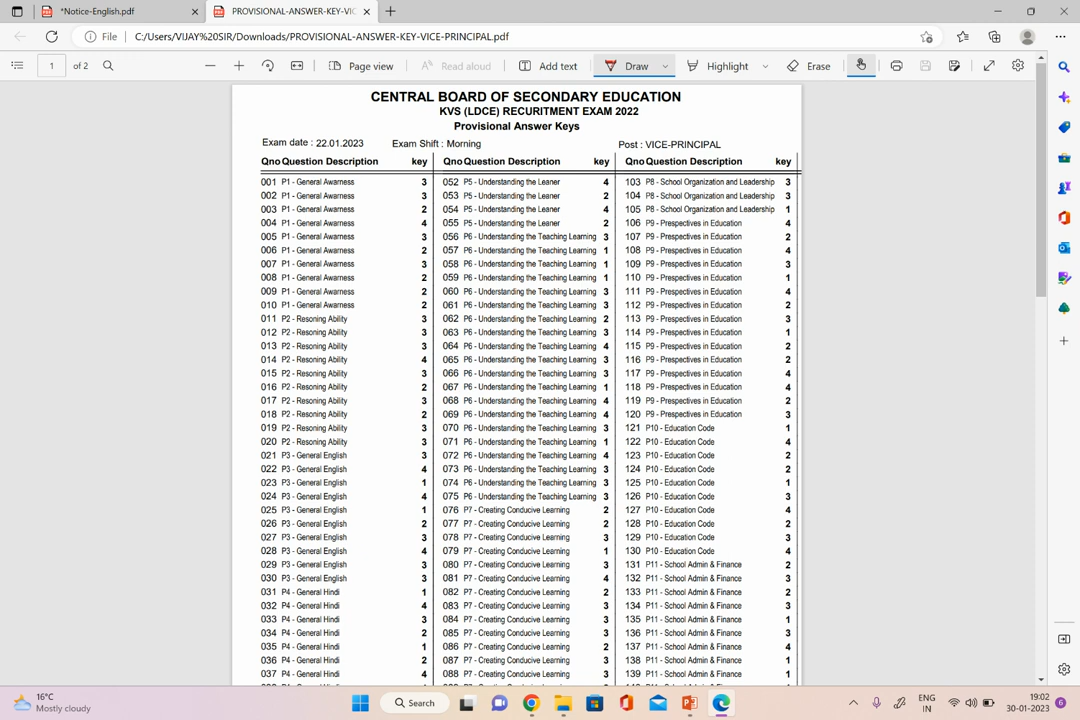 *Notice-English.pdf
PROVISIONAL-ANSWER-KEY-VIC
File
C:/Users/VIJAY%20SIR/Downloads/PROVISIONAL-ANSWER-KEY-VICE-PRINCIPAL.pdf
1 of 2
Page view
Read aloud
Add text
Draw
Highlight
Erase
CENTRAL BOARD OF SECONDARY EDUCATION
KVS (LDCE) RECURITMENT EXAM 2022
Provisional Answer Keys
Exam date : 22.01.2023 Exam Shift : Morning Post : VICE-PRINCIPAL
Qno Question Description key Qno Question Description key Qno Question Description key
001 P1 - General Awarness 3 052 P5 - Understanding the Leaner 4 103 P8 - School Organization and Leadership 3
002 P1 - General Awarness 3 053 P5 - Understanding the Leaner 2 104 P8 - School Organization and Leadership 3
003 P1 - General Awarness 2 054 P5 - Understanding the Leaner 4 105 P8 - School Organization and Leadership 1
004 P1 - General Awarness 4 055 P5 - Understanding the Leaner 2 106 P9 - Prespectives in Education 4
005 P1 - General Awarness 3 056 P6 - Understanding the Teaching Learning 3 107 P9 - Prespectives in Education 2
006 P1 - General Awarness 2 057 P6 - Understanding the Teaching Learning 1 108 P9 - Prespectives in Education 4
007 P1 - General Awarness 3 058 P6 - Understanding the Teaching Learning 1 109 P9 - Prespectives in Education 3
008 P1 - General Awarness 2 059 P6 - Understanding the Teaching Learning 1 110 P9 - Prespectives in Education 1
009 P1 - General Awarness 2 060 P6 - Understanding the Teaching Learning 3 111 P9 - Prespectives in Education 4
010 P1 - General Awarness 2 061 P6 - Understanding the Teaching Learning 3 112 P9 - Prespectives in Education 2
011 P2 - Resoning Ability 3 062 P6 - Understanding the Teaching Learning 2 113 P9 - Prespectives in Education 3
012 P2 - Resoning Ability 3 063 P6 - Understanding the Teaching Learning 3 114 P9 - Prespectives in Education 1
013 P2 - Resoning Ability 3 064 P6 - Understanding the Teaching Learning 4 115 P9 - Prespectives in Education 2
014 P2 - Resoning Ability 4 065 P6 - Understanding the Teaching Learning 3 116 P9 - Prespectives in Education 2
015 P2 - Resoning Ability 3 066 P6 - Understanding the Teaching Learning 3 117 P9 - Prespectives in Education 4
016 P2 - Resoning Ability 2 067 P6 - Understanding the Teaching Learning 1 118 P9 - Prespectives in Education 4
017 P2 - Resoning Ability 3 068 P6 - Understanding the Teaching Learning 4 119 P9 - Prespectives in Education 2
018 P2 - Resoning Ability 2 069 P6 - Understanding the Teaching Learning 4 120 P9 - Prespectives in Education 3
019 P2 - Resoning Ability 3 070 P6 - Understanding the Teaching Learning 3 121 P10 - Education Code 1
020 P2 - Resoning Ability 3 071 P6 - Understanding the Teaching Learning 1 122 P10 - Education Code 4
021 P3 - General English 3 072 P6 - Understanding the Teaching Learning 4 123 P10 - Education Code 2
022 P3 - General English 4 073 P6 - Understanding the Teaching Learning 3 124 P10 - Education Code 2
023 P3 - General English 1 074 P6 - Understanding the Teaching Learning 3 125 P10 - Education Code 1
024 P3 - General English 4 075 P6 - Understanding the Teaching Learning 3 126 P10 - Education Code 3
025 P3 - General English 1 076 P7 - Creating Conducive Learning 2 127 P10 - Education Code 4
026 P3 - General English 2 077 P7 - Creating Conducive Learning 2 128 P10 - Education Code 2
027 P3 - General English 3 078 P7 - Creating Conducive Learning 3 129 P10 - Education Code 3
028 P3 - General English 4 079 P7 - Creating Conducive Learning 1 130 P10 - Education Code 4
029 P3 - General English 3 080 P7 - Creating Conducive Learning 3 131 P11 - School Admin & Finance 2
030 P3 - General English 3 081 P7 - Creating Conducive Learning 4 132 P11 - School Admin & Finance 3
031 P4 - General Hindi 1 082 P7 - Creating Conducive Learning 2 133 P11 - School Admin & Finance 2
032 P4 - General Hindi 4 083 P7 - Creating Conducive Learning 3 134 P11 - School Admin & Finance 3
033 P4 - General Hindi 3 084 P7 - Creating Conducive Learning 3 135 P11 - School Admin & Finance 1
034 P4 - General Hindi 2 085 P7 - Creating Conducive Learning 3 136 P11 - School Admin & Finance 3
035 P4 - General Hindi 1 086 P7 - Creating Conducive Learning 2 137 P11 - School Admin & Finance 4
036 P4 - General Hindi 2 087 P7 - Creating Conducive Learning 3 138 P11 - School Admin & Finance 1
037 P4 - General Hindi 4 088 P7 - Creating Conducive Learning 3 139 P11 - School Admin & Finance 1
16°C
Mostly cloudy
Search
ENG
IN
19:02
30-01-2023
6